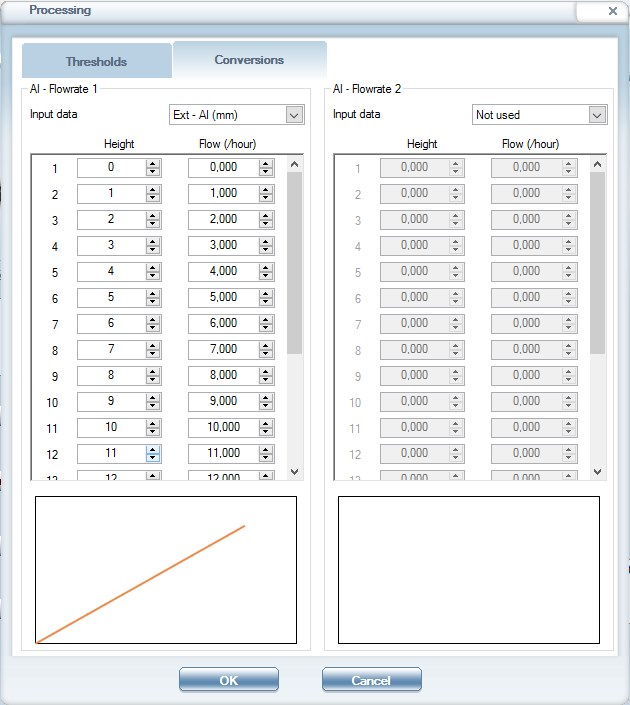 Processing
Thresholds Conversions
AI - Flowrate 1 AI - Flowrate 2
Input data Ext - AI (mm) Input data Not used
Height Flow (/hour) Height Flow (/hour)
1 0 0,000 1 0,000 0,000
2 1 1,000 2 0,000 0,000
3 2 2,000 3 0,000 0,000
4 3 3,000 4 0,000 0,000
5 4 4,000 5 0,000 0,000
6 5 5,000 6 0,000 0,000
7 6 6,000 7 0,000 0,000
8 7 7,000 8 0,000 0,000
9 8 8,000 9 0,000 0,000
10 9 9,000 10 0,000 0,000
11 10 10,000 11 0,000 0,000
12 11 11,000 12 0,000 0,000
13 12 12,000 13 0,000 0,000
OK Cancel